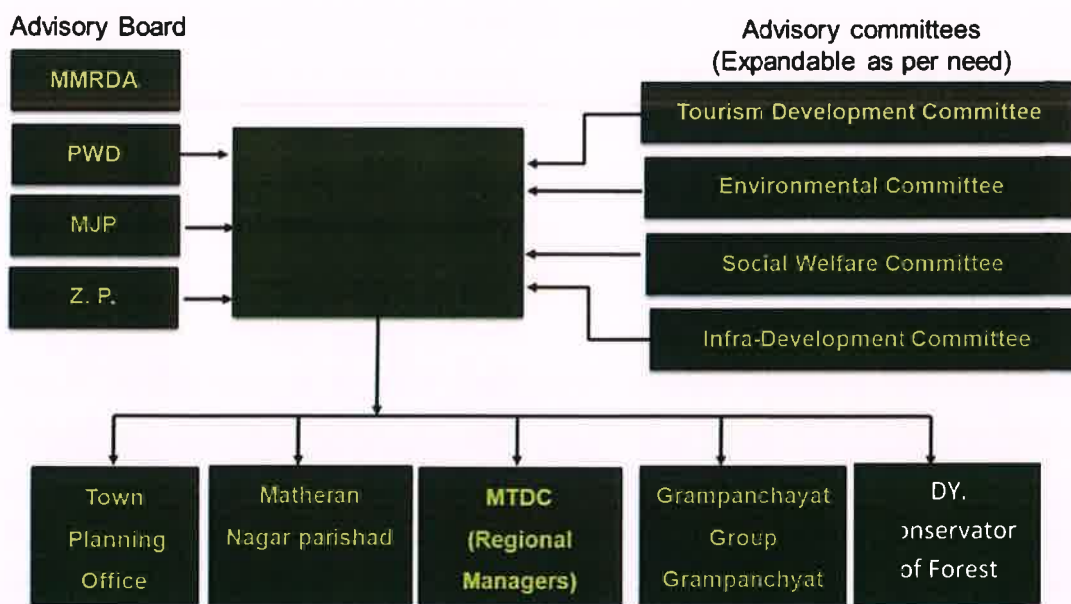 Advisory Board
MMRDA
PWD
MJP
Z. P.
Advisory committees
(Expandable as per need)
Tourism Development Committee
Environmental Committee
Social Welfare Committee
Infra-Development Committee
Town
Planning
Office
Matheran
Nagar parishad
MTDC
(Regional
Managers)
Grampanchayat
Group
Grampanchyat
DY.
onservator
of Forest